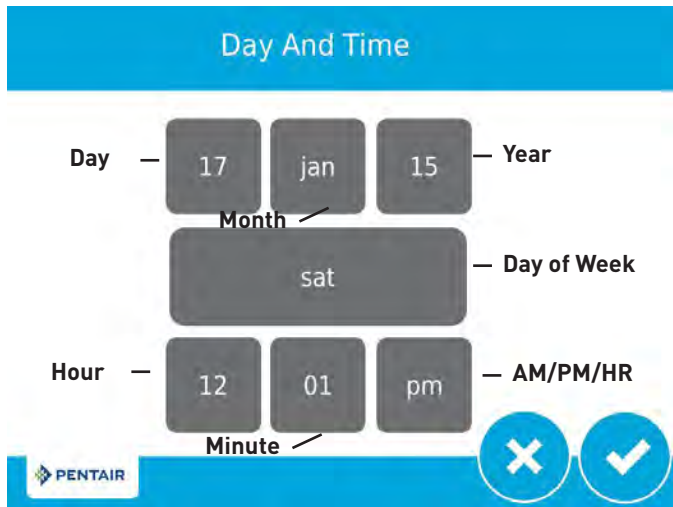 Day And Time
Day 17 jan 15 Year
Month
sat Day of Week
Hour 12 01 pm AM/PM/HR
Minute
PENTAIR